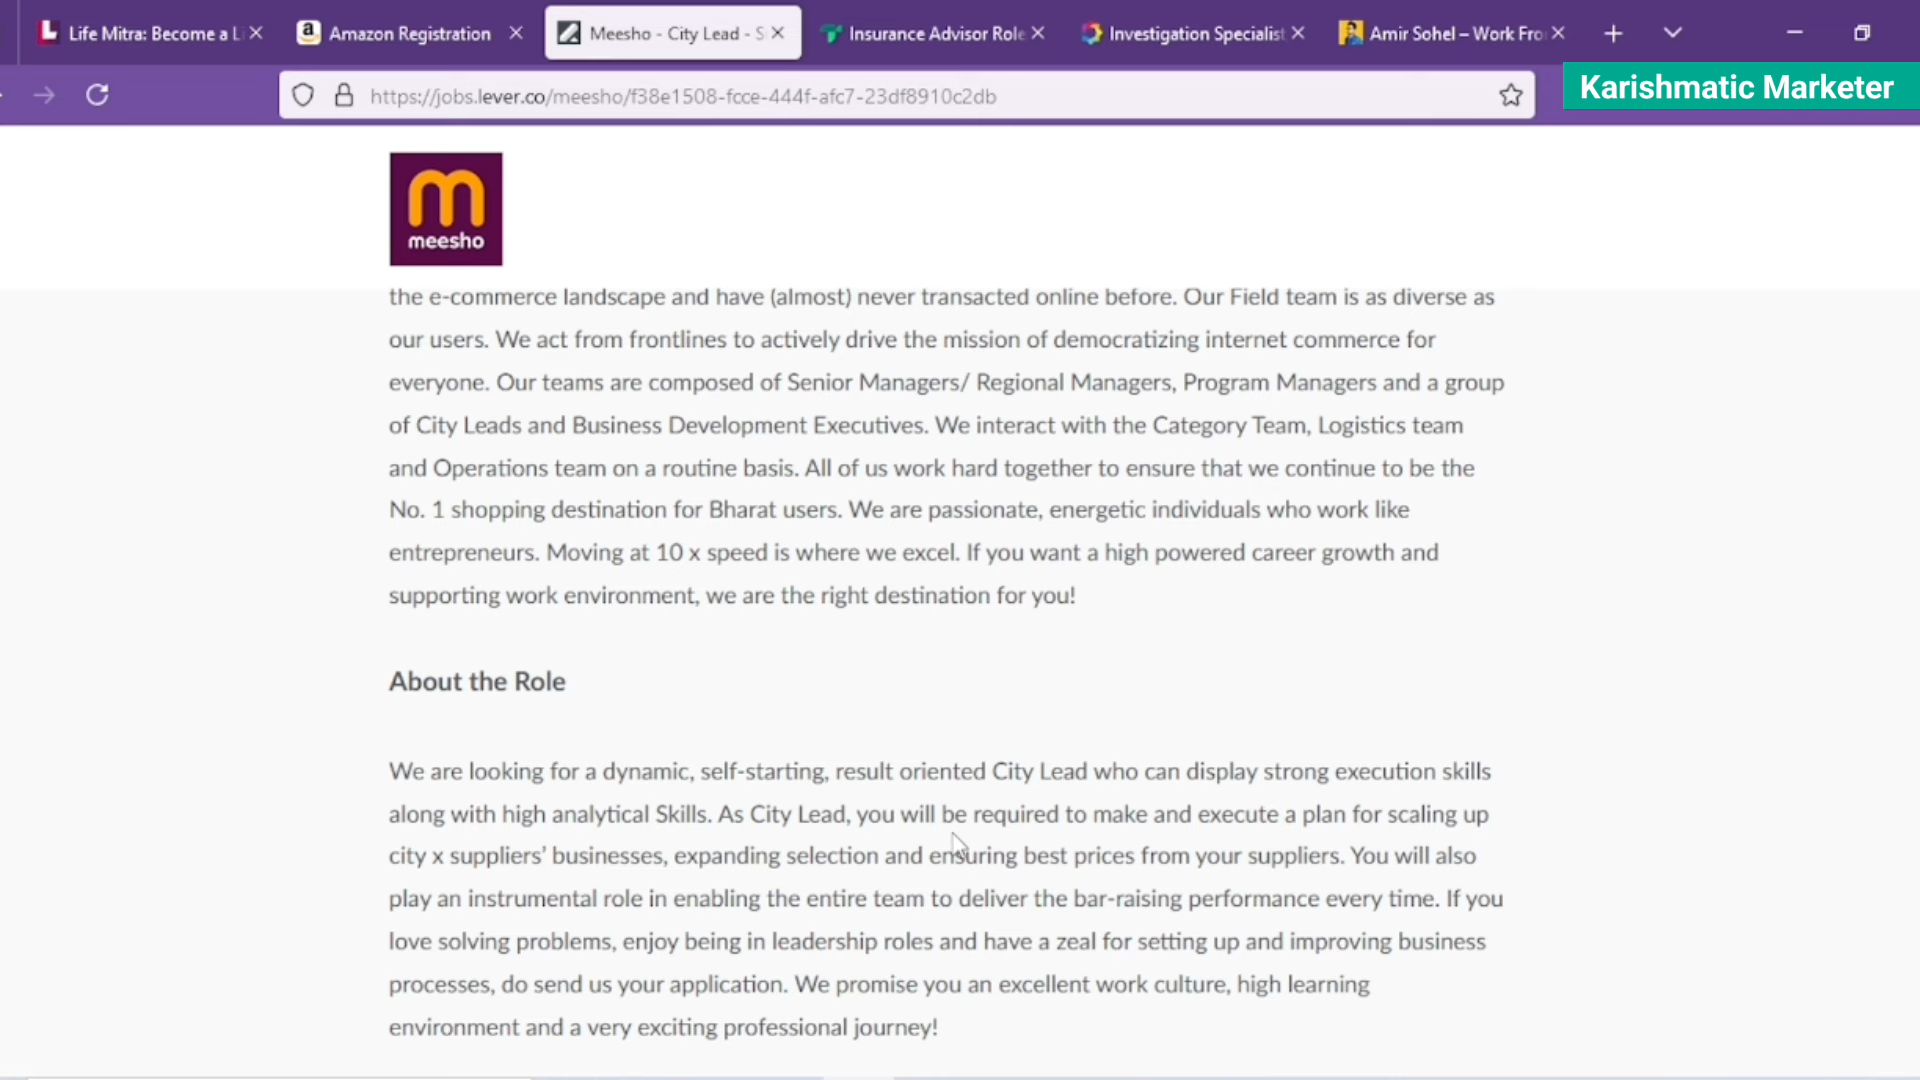 Life Mitra: Become a Li
Amazon Registration
Meesho - City Lead - S
Insurance Advisor Role
Investigation Specialist
Amir Sohel – Work Fro
https://jobs.lever.co/meesho/f38e1508-fcce-444f-afc7-23df8910c2db
Karishmatic Marketer
meesho
the e-commerce landscape and have (almost) never transacted online before. Our Field team is as diverse as
our users. We act from frontlines to actively drive the mission of democratizing internet commerce for
everyone. Our teams are composed of Senior Managers/ Regional Managers, Program Managers and a group
of City Leads and Business Development Executives. We interact with the Category Team, Logistics team
and Operations team on a routine basis. All of us work hard together to ensure that we continue to be the
No. 1 shopping destination for Bharat users. We are passionate, energetic individuals who work like
entrepreneurs. Moving at 10 x speed is where we excel. If you want a high powered career growth and
supporting work environment, we are the right destination for you!
About the Role
We are looking for a dynamic, self-starting, result oriented City Lead who can display strong execution skills
along with high analytical Skills. As City Lead, you will be required to make and execute a plan for scaling up
city x suppliers' businesses, expanding selection and ensuring best prices from your suppliers. You will also
play an instrumental role in enabling the entire team to deliver the bar-raising performance every time. If you
love solving problems, enjoy being in leadership roles and have a zeal for setting up and improving business
processes, do send us your application. We promise you an excellent work culture, high learning
environment and a very exciting professional journey!